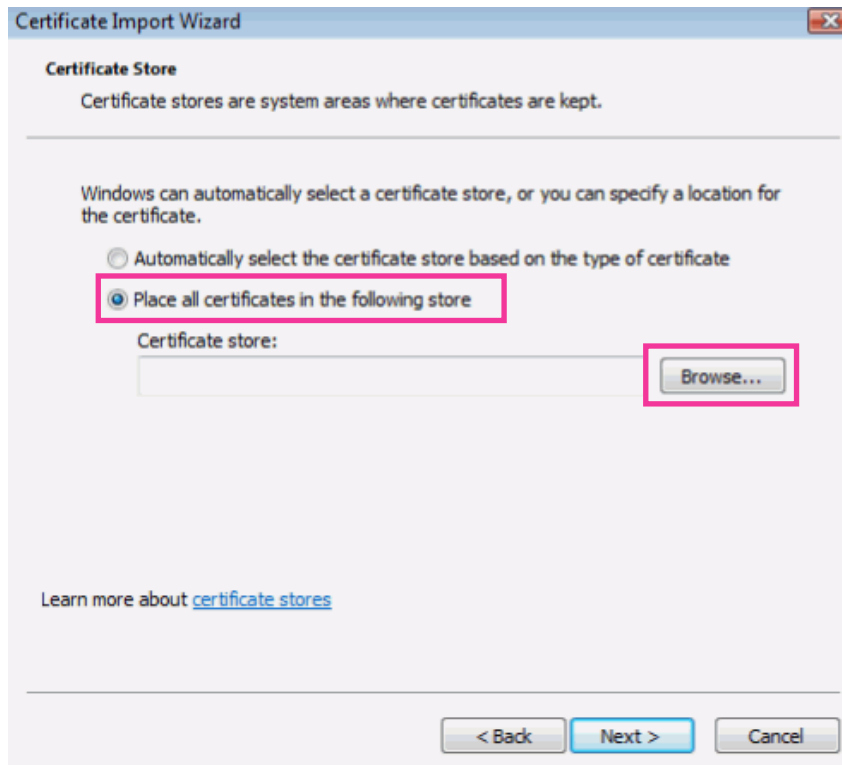 Certificate Import Wizard
Certificate Store
Certificate stores are system areas where certificates are kept.
Windows can automatically select a certificate store, or you can specify a location for
the certificate.
Automatically select the certificate store based on the type of certificate
Place all certificates in the following store
Certificate store:
Browse...
Learn more about certificate stores
< Back Next > Cancel